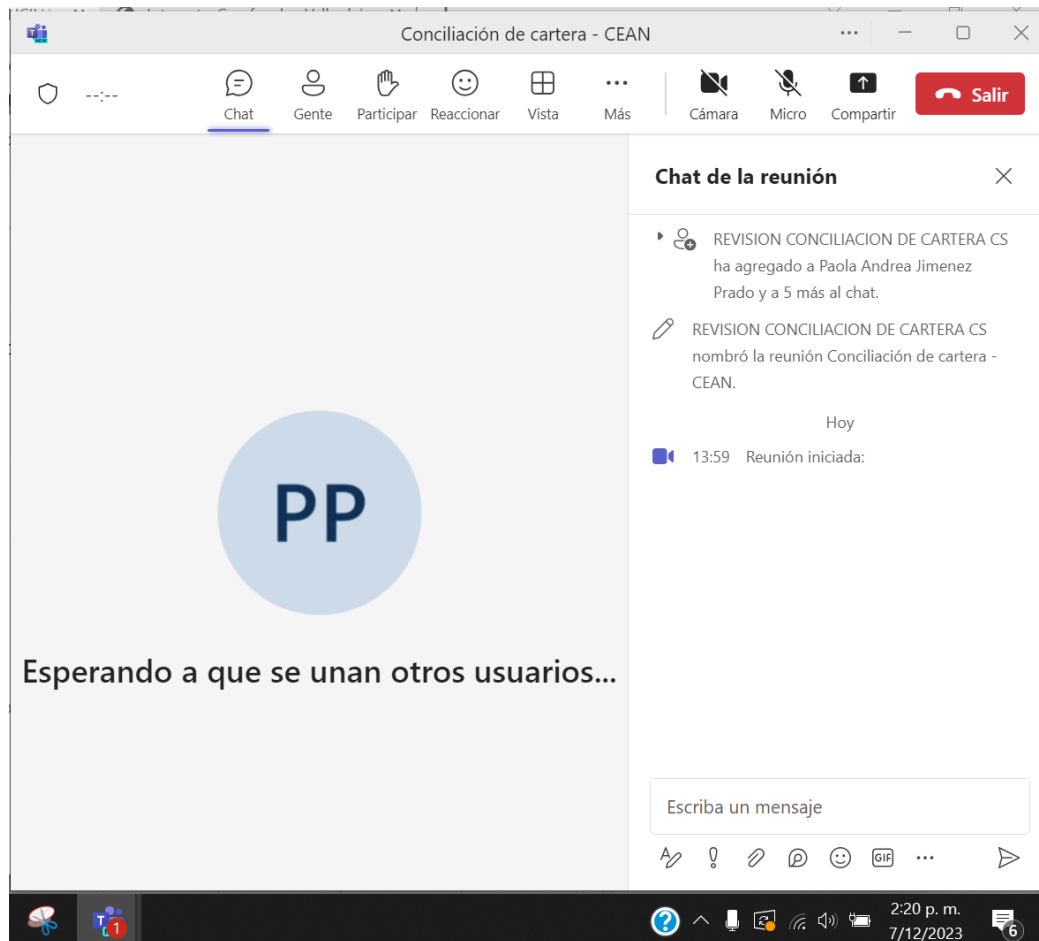 Conciliación de cartera - CEAN
--:--
Chat
Gente
Participar
Reaccionar
Vista
Más
Cámara
Micro
Compartir
Salir
Chat de la reunión
REVISION CONCILIACION DE CARTERA CS
ha agregado a Paola Andrea Jimenez
Prado y a 5 más al chat.
REVISION CONCILIACION DE CARTERA CS
nombró la reunión Conciliación de cartera -
CEAN.
Hoy
13:59 Reunión iniciada:
PP
Esperando a que se unan otros usuarios...
Escriba un mensaje
GIF
1
2:20 p. m.
7/12/2023
6